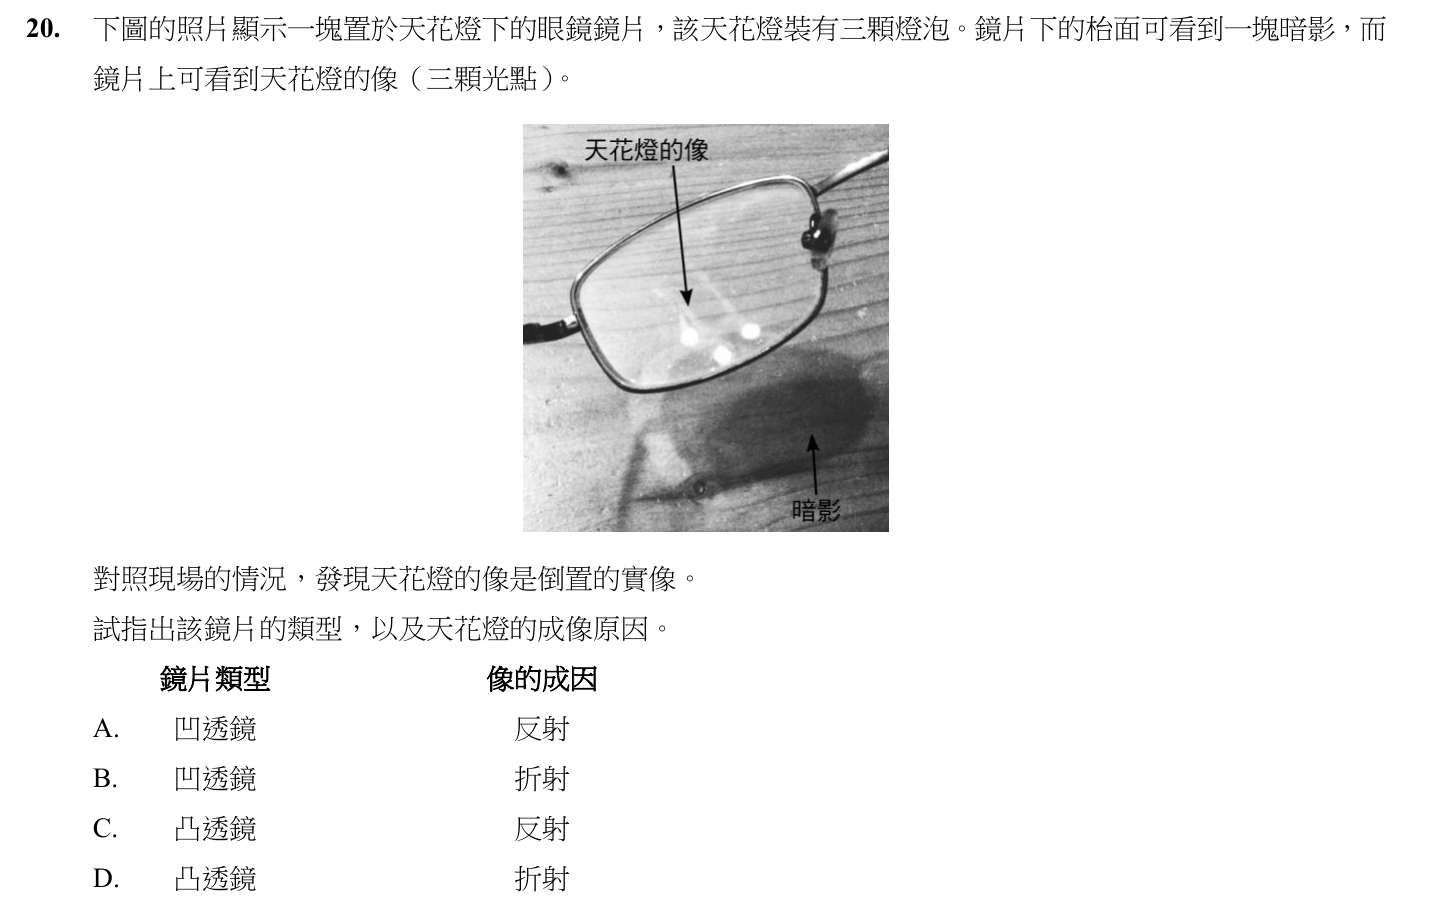 20. 下圖的照片顯示一塊置於天花燈下的眼鏡鏡片，該天花燈裝有三顆燈泡。鏡片下的枱面可看到一塊暗影，而
鏡片上可看到天花燈的像（三顆光點）。
天花燈的像
暗影
對照現場的情況，發現天花燈的像是倒置的實像。
試指出該鏡片的類型，以及天花燈的成像原因。
鏡片類型 像的成因
A. 凹透鏡 反射
B. 凹透鏡 折射
C. 凸透鏡 反射
D. 凸透鏡 折射